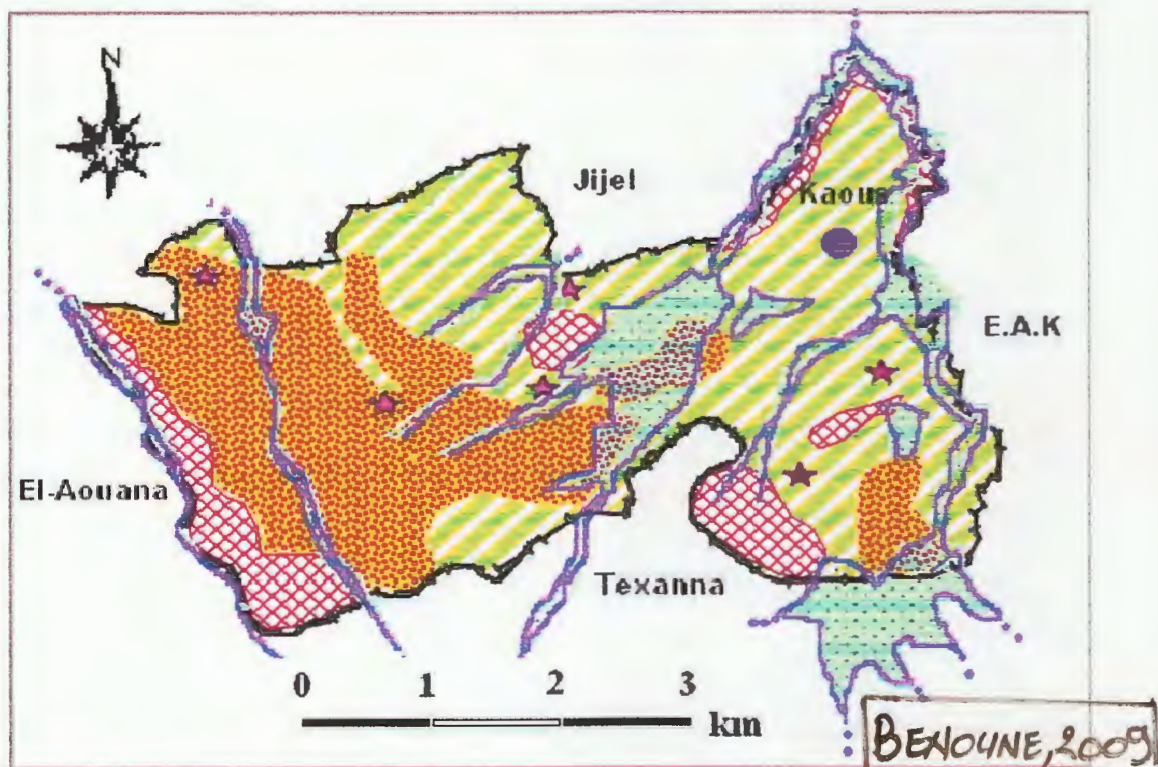 N
Jijel
Kaous
E.A.K
El-Aouana
Texanna
0 1 2 3
km
BENOUNE, 2009